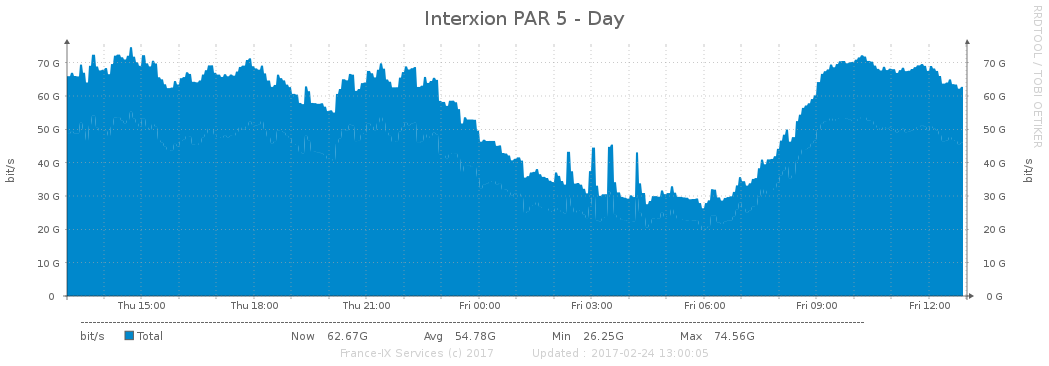 Interxion PAR 5 - Day
RRDTOOL / TOBI OETIKER
70 G 70 G
60 G 60 G
50 G 50 G
40 G 40 G
30 G 30 G
20 G 20 G
10 G 10 G
0 0 G
bit/s bit/s
Thu 15:00 Thu 18:00 Thu 21:00 Fri 00:00 Fri 03:00 Fri 06:00 Fri 09:00 Fri 12:00
bit/s Total Now 62.67G Avg 54.78G Min 26.25G Max 74.56G
France-IX Services (c) 2017 Updated : 2017-02-24 13:00:05